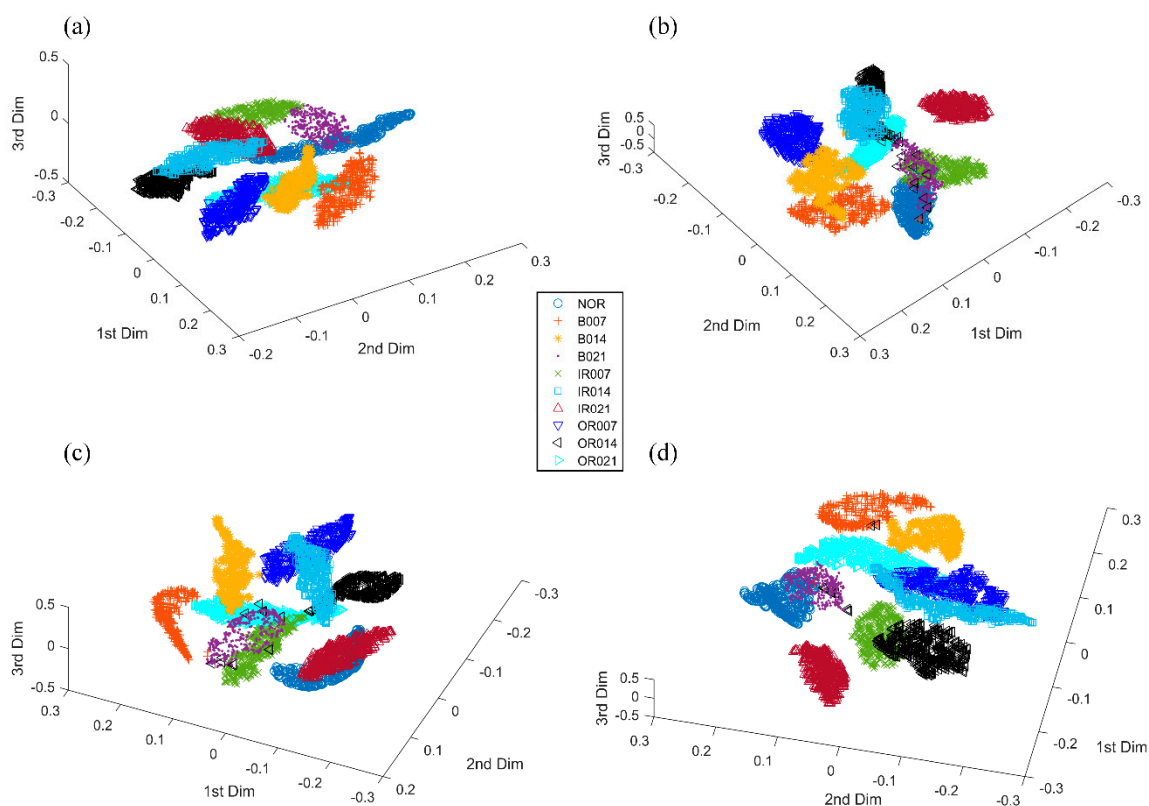 (a)
0.5
0
-0.5
3rd Dim
-0.3
-0.2
-0.1
0
0.1
0.2
0.3
1st Dim
-0.2
-0.1
0
0.1
0.2
0.3
2nd Dim
(b)
0.5
0
-0.5
3rd Dim
-0.3
-0.2
-0.1
0
0.1
0.2
0.3
2nd Dim
0.3
0.2
0.1
0
-0.1
-0.2
-0.3
1st Dim
NOR
B007
B014
B021
IR007
IR014
IR021
OR007
OR014
OR021
(c)
0.5
0
-0.5
3rd Dim
0.3
0.2
0.1
0
-0.1
-0.2
-0.3
1st Dim
0.2
0.1
0
-0.1
-0.2
-0.3
2nd Dim
(d)
0.5
0
-0.5
3rd Dim
0.3
0.2
0.1
0
-0.1
-0.2
-0.3
2nd Dim
0.3
0.2
0.1
0
-0.1
-0.2
-0.3
1st Dim